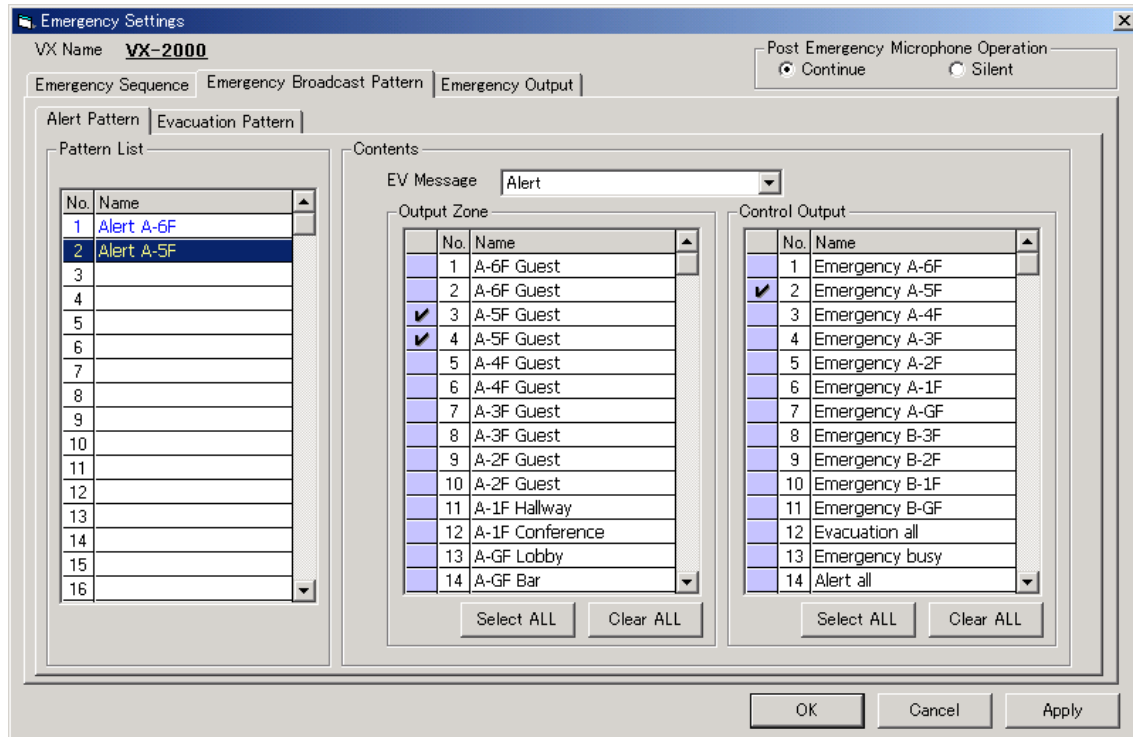 Emergency Settings
VX Name VX-2000
Post Emergency Microphone Operation
Continue Silent
Emergency Sequence Emergency Broadcast Pattern Emergency Output
Alert Pattern Evacuation Pattern
Pattern List
No. Name
1 Alert A-6F
2 Alert A-5F
3
4
5
6
7
8
9
10
11
12
13
14
15
16
Contents
EV Message Alert
Output Zone
No. Name
1 A-6F Guest
2 A-6F Guest
3 A-5F Guest
4 A-5F Guest
5 A-4F Guest
6 A-4F Guest
7 A-3F Guest
8 A-3F Guest
9 A-2F Guest
10 A-2F Guest
11 A-1F Hallway
12 A-1F Conference
13 A-GF Lobby
14 A-GF Bar
Select ALL Clear ALL
Control Output
No. Name
1 Emergency A-6F
2 Emergency A-5F
3 Emergency A-4F
4 Emergency A-3F
5 Emergency A-2F
6 Emergency A-1F
7 Emergency A-GF
8 Emergency B-3F
9 Emergency B-2F
10 Emergency B-1F
11 Emergency B-GF
12 Evacuation all
13 Emergency busy
14 Alert all
Select ALL Clear ALL
OK Cancel Apply